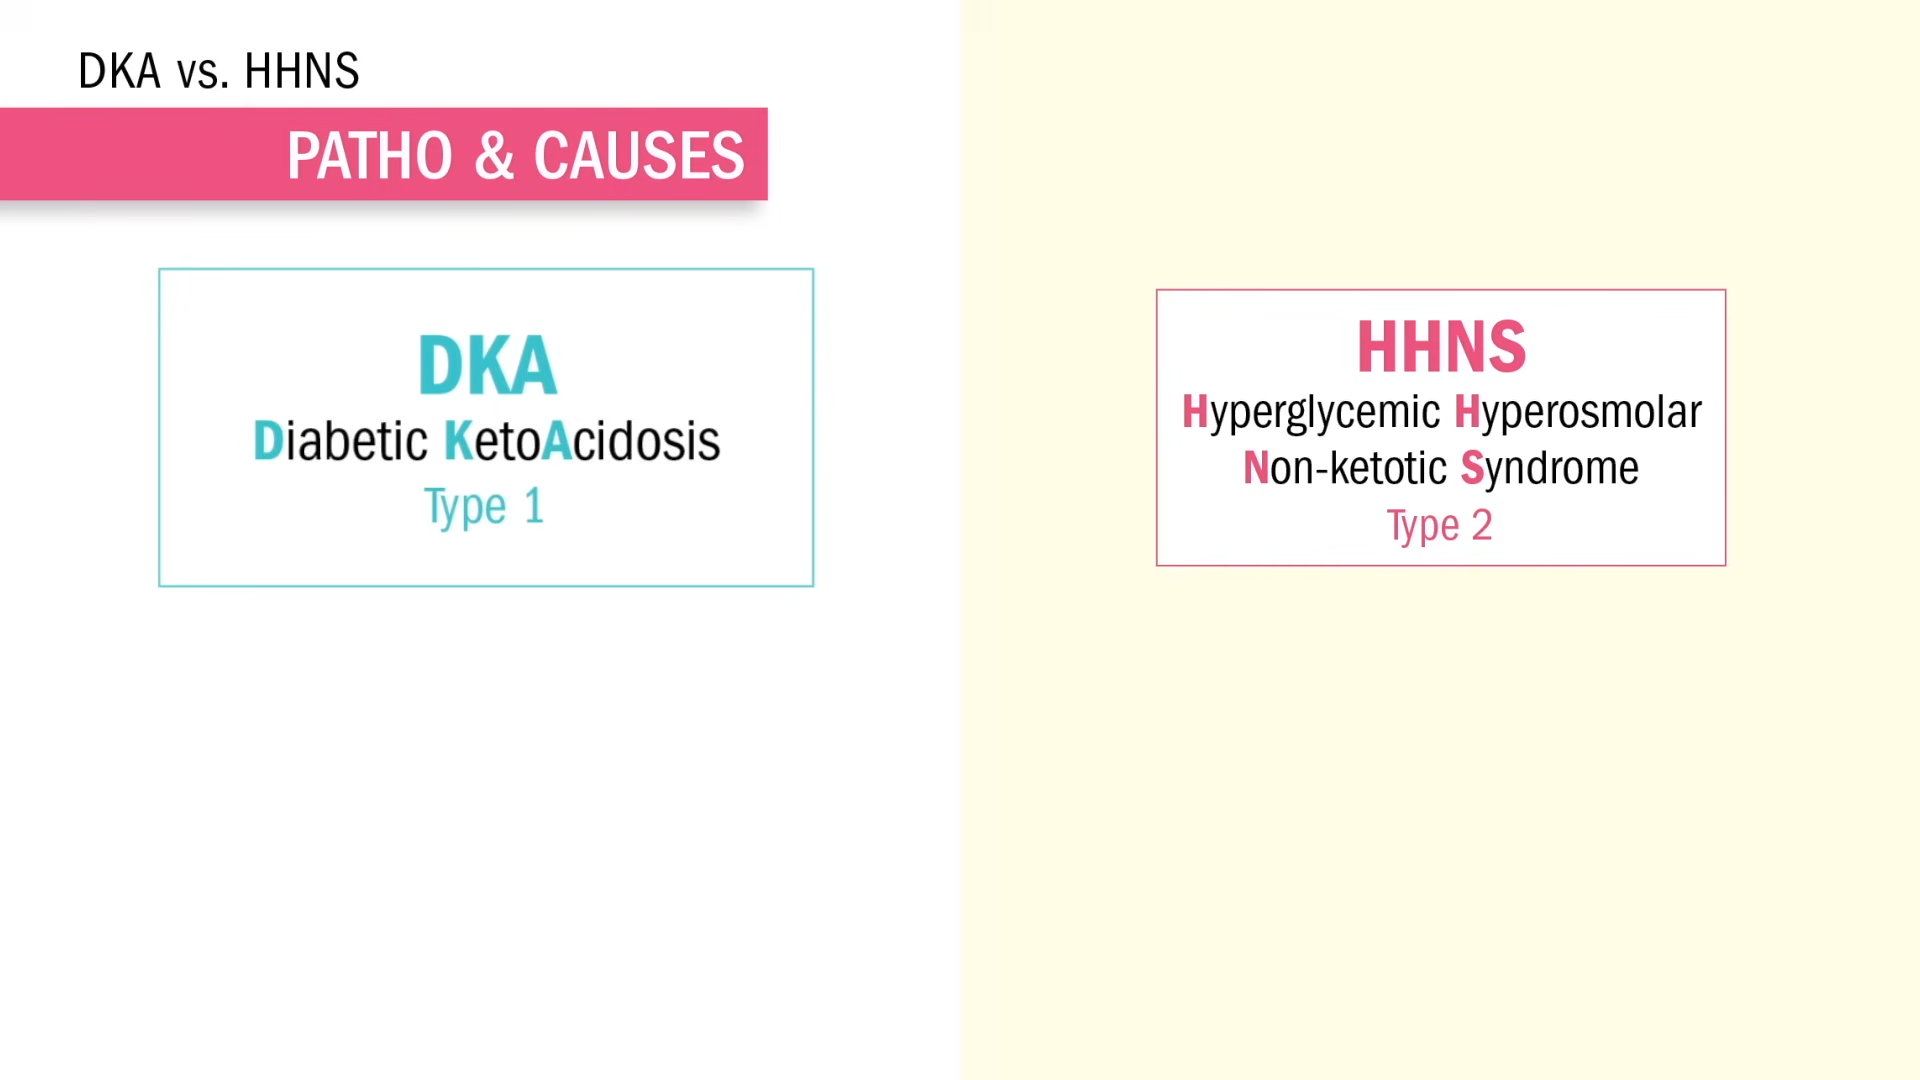 DKA vs. HHNS
PATHO & CAUSES
DKA
Diabetic KetoAcidosis
Type 1
HHNS
Hyperglycemic Hyperosmolar
Non-ketotic Syndrome
Type 2